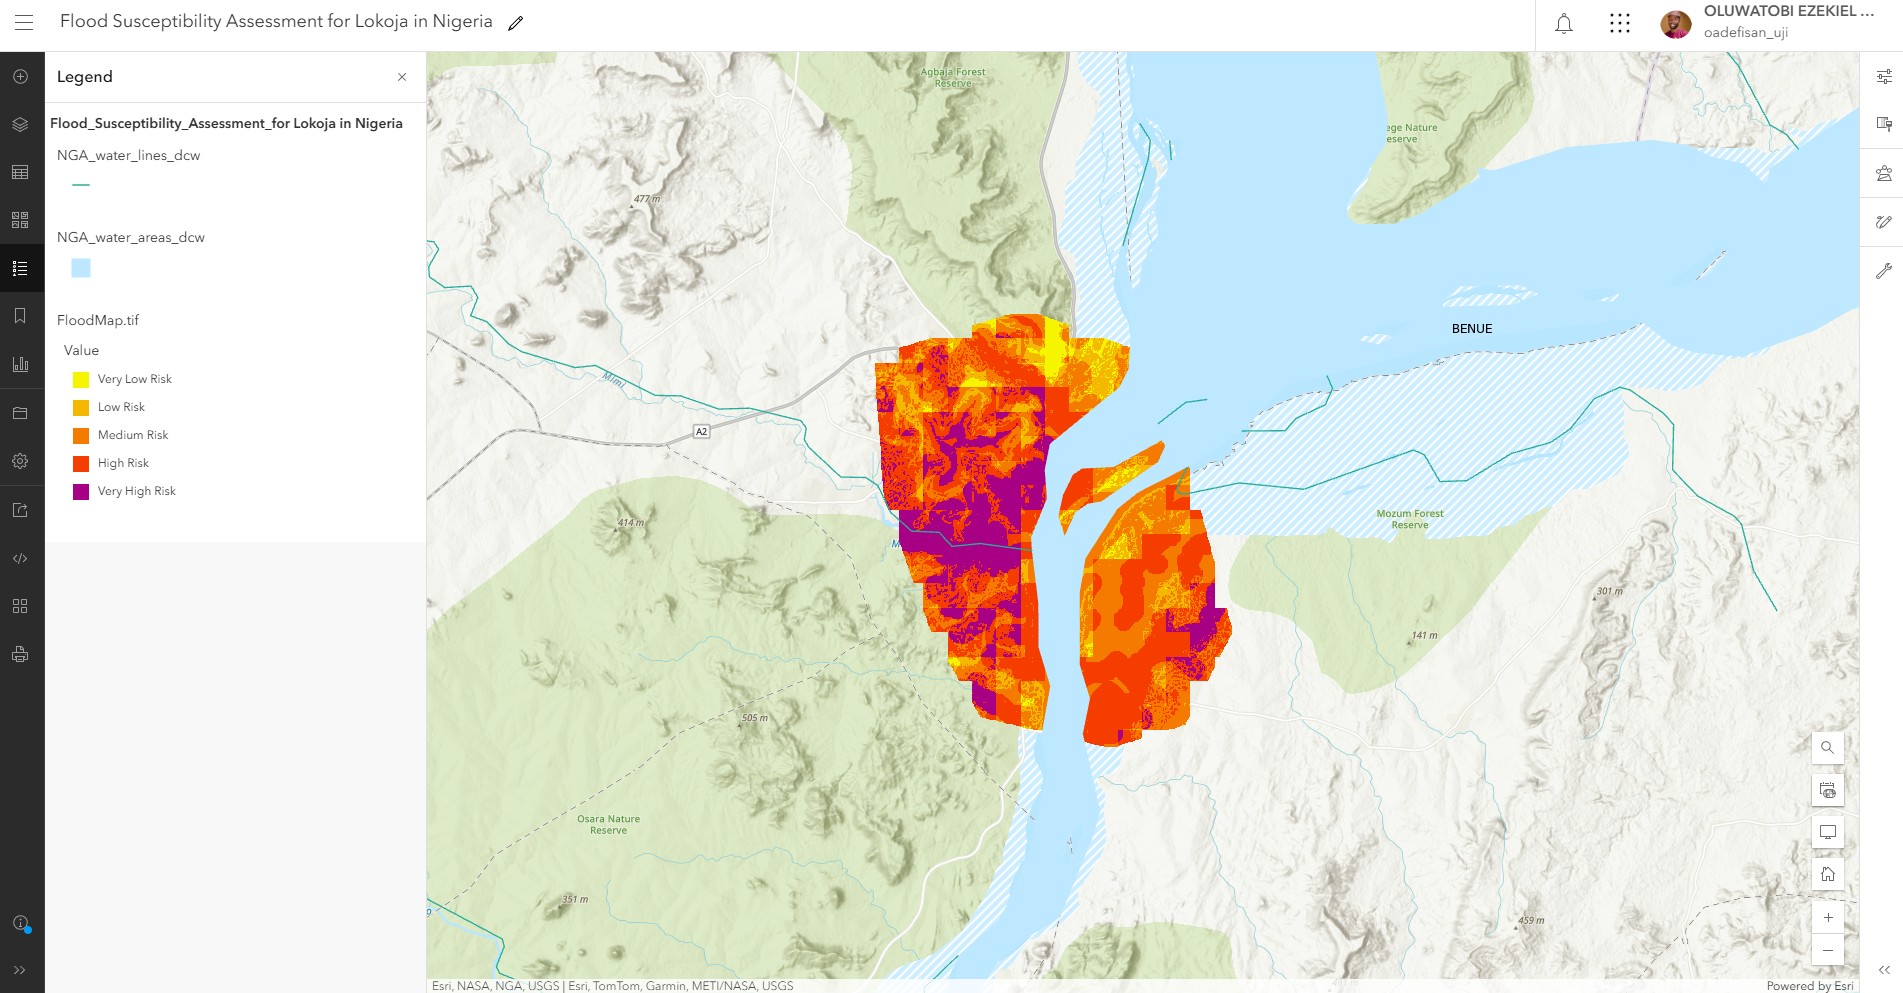 Flood Susceptibility Assessment for Lokoja in Nigeria
OLUWATOBI EZEKIEL ...
oadefisan_uji
Legend
Flood_Susceptibility_Assessment_for Lokoja in Nigeria
NGA_water_lines_dcw
NGA_water_areas_dcw
FloodMap.tif
Value
Very Low Risk
Low Risk
Medium Risk
High Risk
Very High Risk
Agbaja Forest
Reserve
ege Nature
eserve
477 m
BENUE
Mimi
A2
414 m
M
Mozum Forest
Reserve
301 m
141 m
505 m
Osara Nature
Reserve
351 m
459 m
Esri, NASA, NGA, USGS | Esri, TomTom, Garmin, METI/NASA, USGS
Powered by Esri